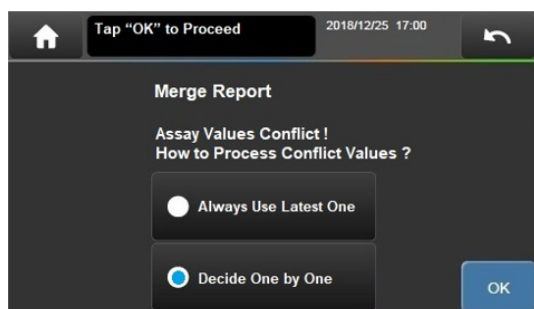 Tap “OK” to Proceed
2018/12/25 17:00
Merge Report
Assay Values Conflict !
How to Process Conflict Values ?
Always Use Latest One
Decide One by One
OK